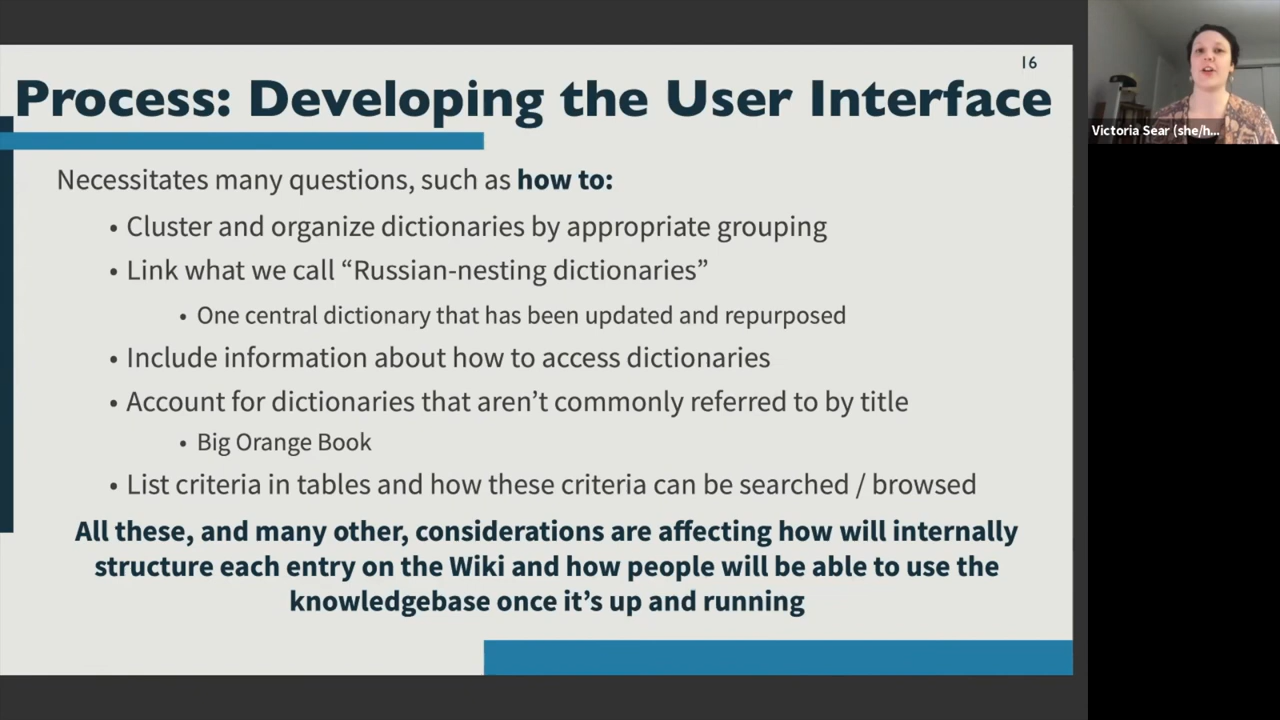 16
Process: Developing the User Interface
Necessitates many questions, such as how to:
• Cluster and organize dictionaries by appropriate grouping
• Link what we call “Russian-nesting dictionaries”
• One central dictionary that has been updated and repurposed
• Include information about how to access dictionaries
• Account for dictionaries that aren’t commonly referred to by title
• Big Orange Book
• List criteria in tables and how these criteria can be searched / browsed
All these, and many other, considerations are affecting how will internally
structure each entry on the Wiki and how people will be able to use the
knowledgebase once it’s up and running
Victoria Sear (she/h...